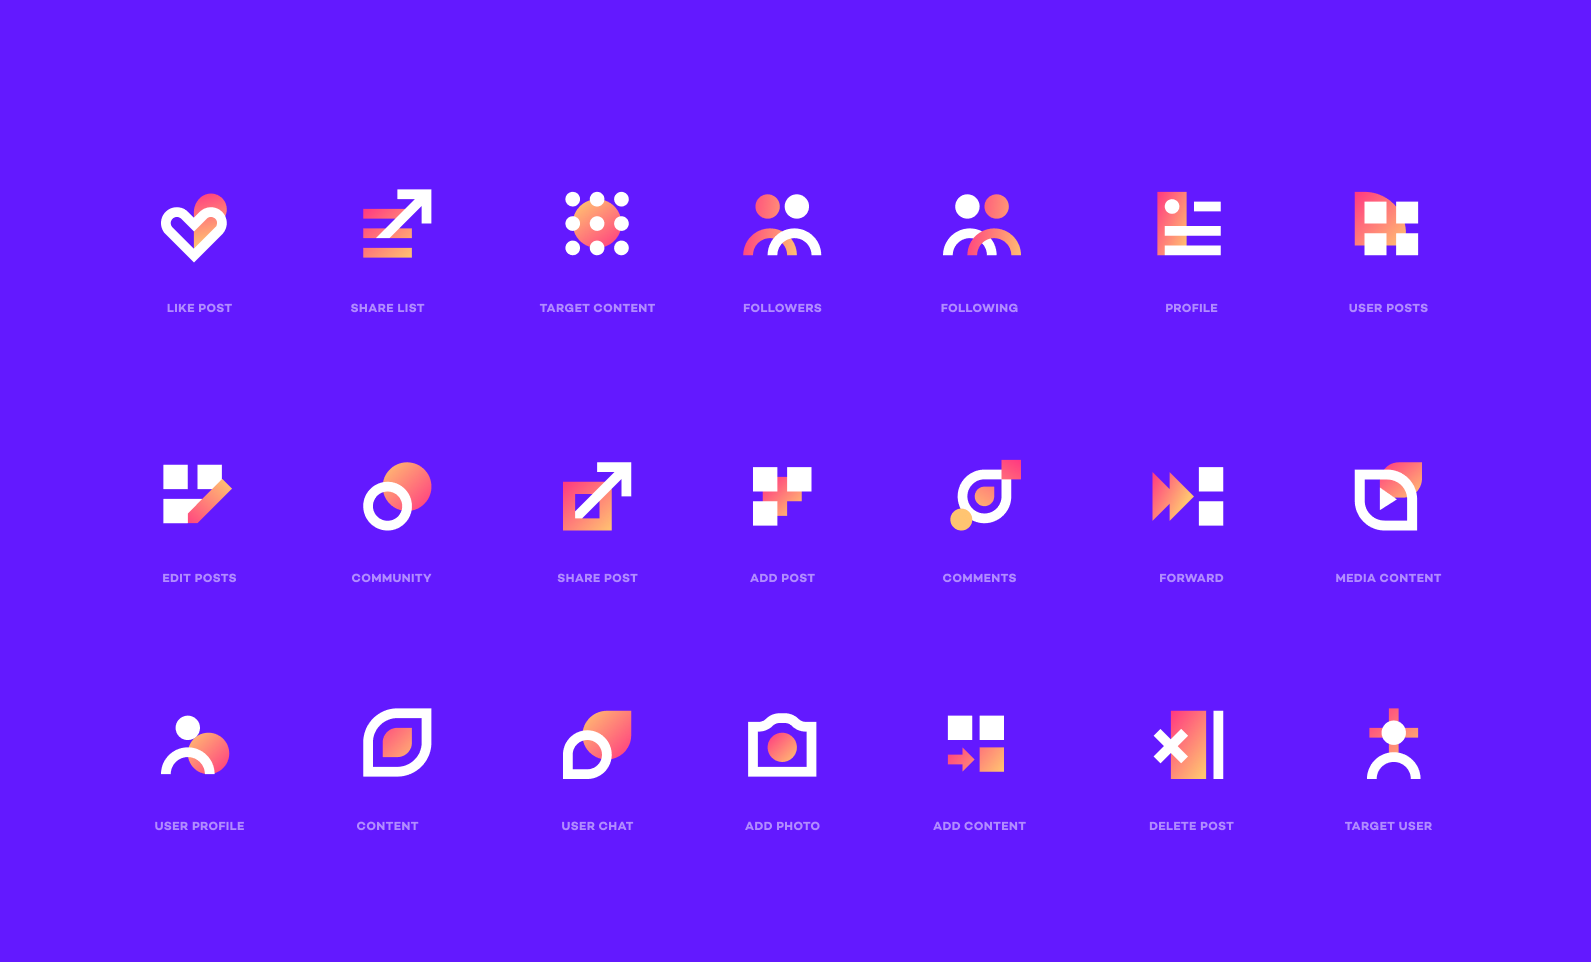 LIKE POST
SHARE LIST
TARGET CONTENT
FOLLOWERS
FOLLOWING
PROFILE
USER POSTS
EDIT POSTS
COMMUNITY
SHARE POST
ADD POST
COMMENTS
FORWARD
MEDIA CONTENT
USER PROFILE
CONTENT
USER CHAT
ADD PHOTO
ADD CONTENT
DELETE POST
TARGET USER